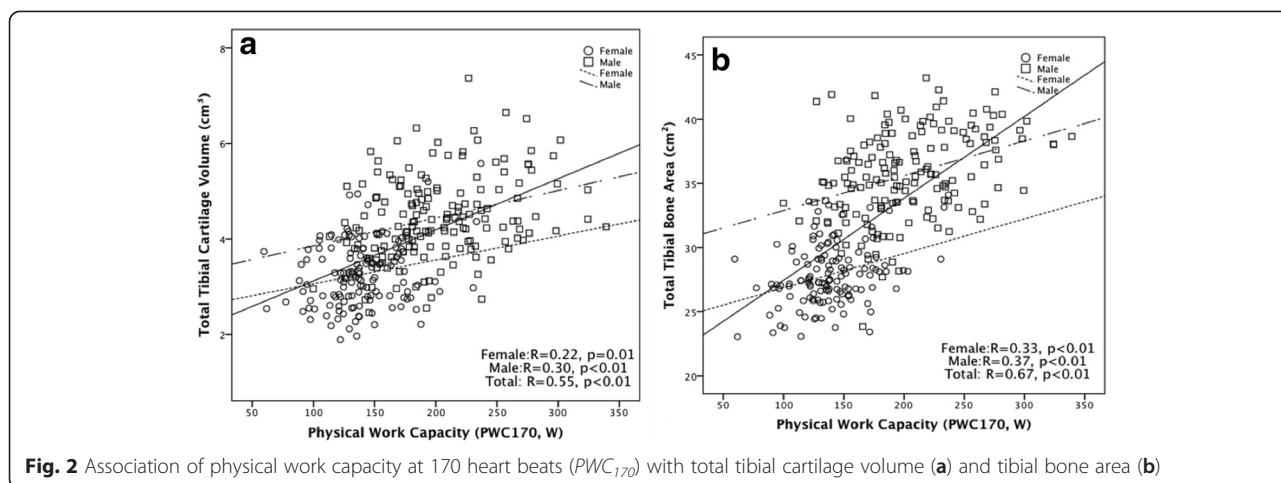 a
Female
Male
Female
Male
8
6
4
2
Total Tibial Cartilage Volume (cm³)
Female:R=0.22, p=0.01
Male:R=0.30, p<0.01
Total: R=0.55, p<0.01
50 100 150 200 250 300 350
Physical Work Capacity (PWC170, W)
b
Female
Male
Female
Male
45
40
35
30
25
20
Total Tibial Bone Area (cm²)
Female:R=0.33, p<0.01
Male:R=0.37, p<0.01
Total: R=0.67, p<0.01
50 100 150 200 250 300 350
Physical Work Capacity (PWC170, W)
Fig. 2 Association of physical work capacity at 170 heart beats (PWC170) with total tibial cartilage volume (a) and tibial bone area (b)